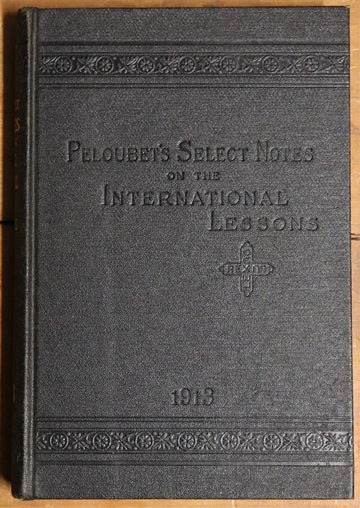 PELOUBET'S SELECT NOTES
ON THE
INTERNATIONAL
LESSONS
1913